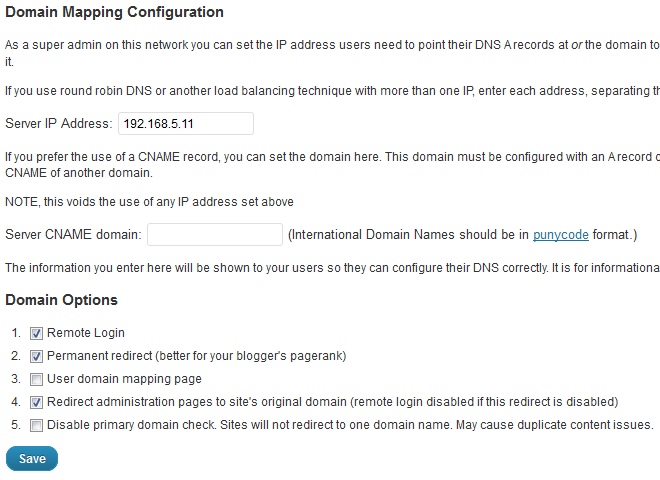 Domain Mapping Configuration
As a super admin on this network you can set the IP address users need to point their DNS A records at or the domain to
it.
If you use round robin DNS or another load balancing technique with more than one IP, enter each address, separating
Server IP Address: 192.168.5.11
If you prefer the use of a CNAME record, you can set the domain here. This domain must be configured with an A record
CNAME of another domain.
NOTE, this voids the use of any IP address set above
Server CNAME domain: (International Domain Names should be in punycode format.)
The information you enter here will be shown to your users so they can configure their DNS correctly. It is for informationa
Domain Options
1. Remote Login
2. Permanent redirect (better for your blogger's pagerank)
3. User domain mapping page
4. Redirect administration pages to site's original domain (remote login disabled if this redirect is disabled)
5. Disable primary domain check. Sites will not redirect to one domain name. May cause duplicate content issues.
Save